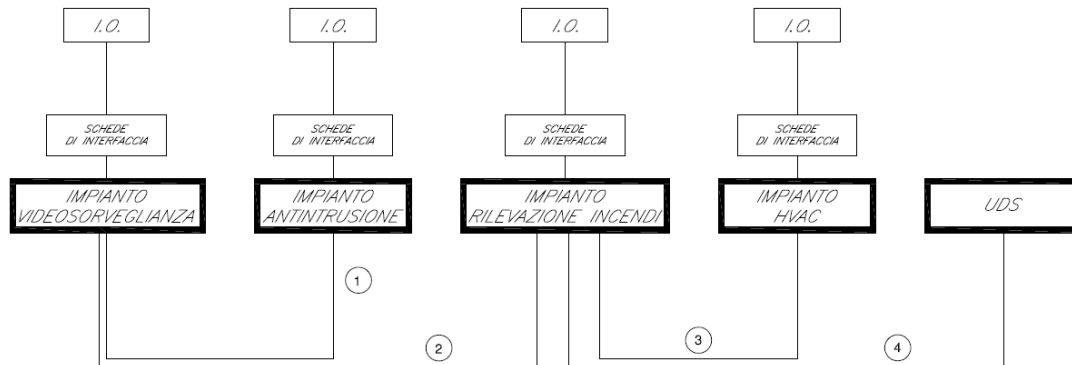 I.O.
I.O.
I.O.
I.O.
SCHEDE
DI INTERFACCIA
SCHEDE
DI INTERFACCIA
SCHEDE
DI INTERFACCIA
SCHEDE
DI INTERFACCIA
IMPIANTO
VIDEOSORVEGLIANZA
IMPIANTO
ANTINTRUSIONE
IMPIANTO
RILEVAZIONE INCENDI
IMPIANTO
HVAC
UDS
1
2
3
4